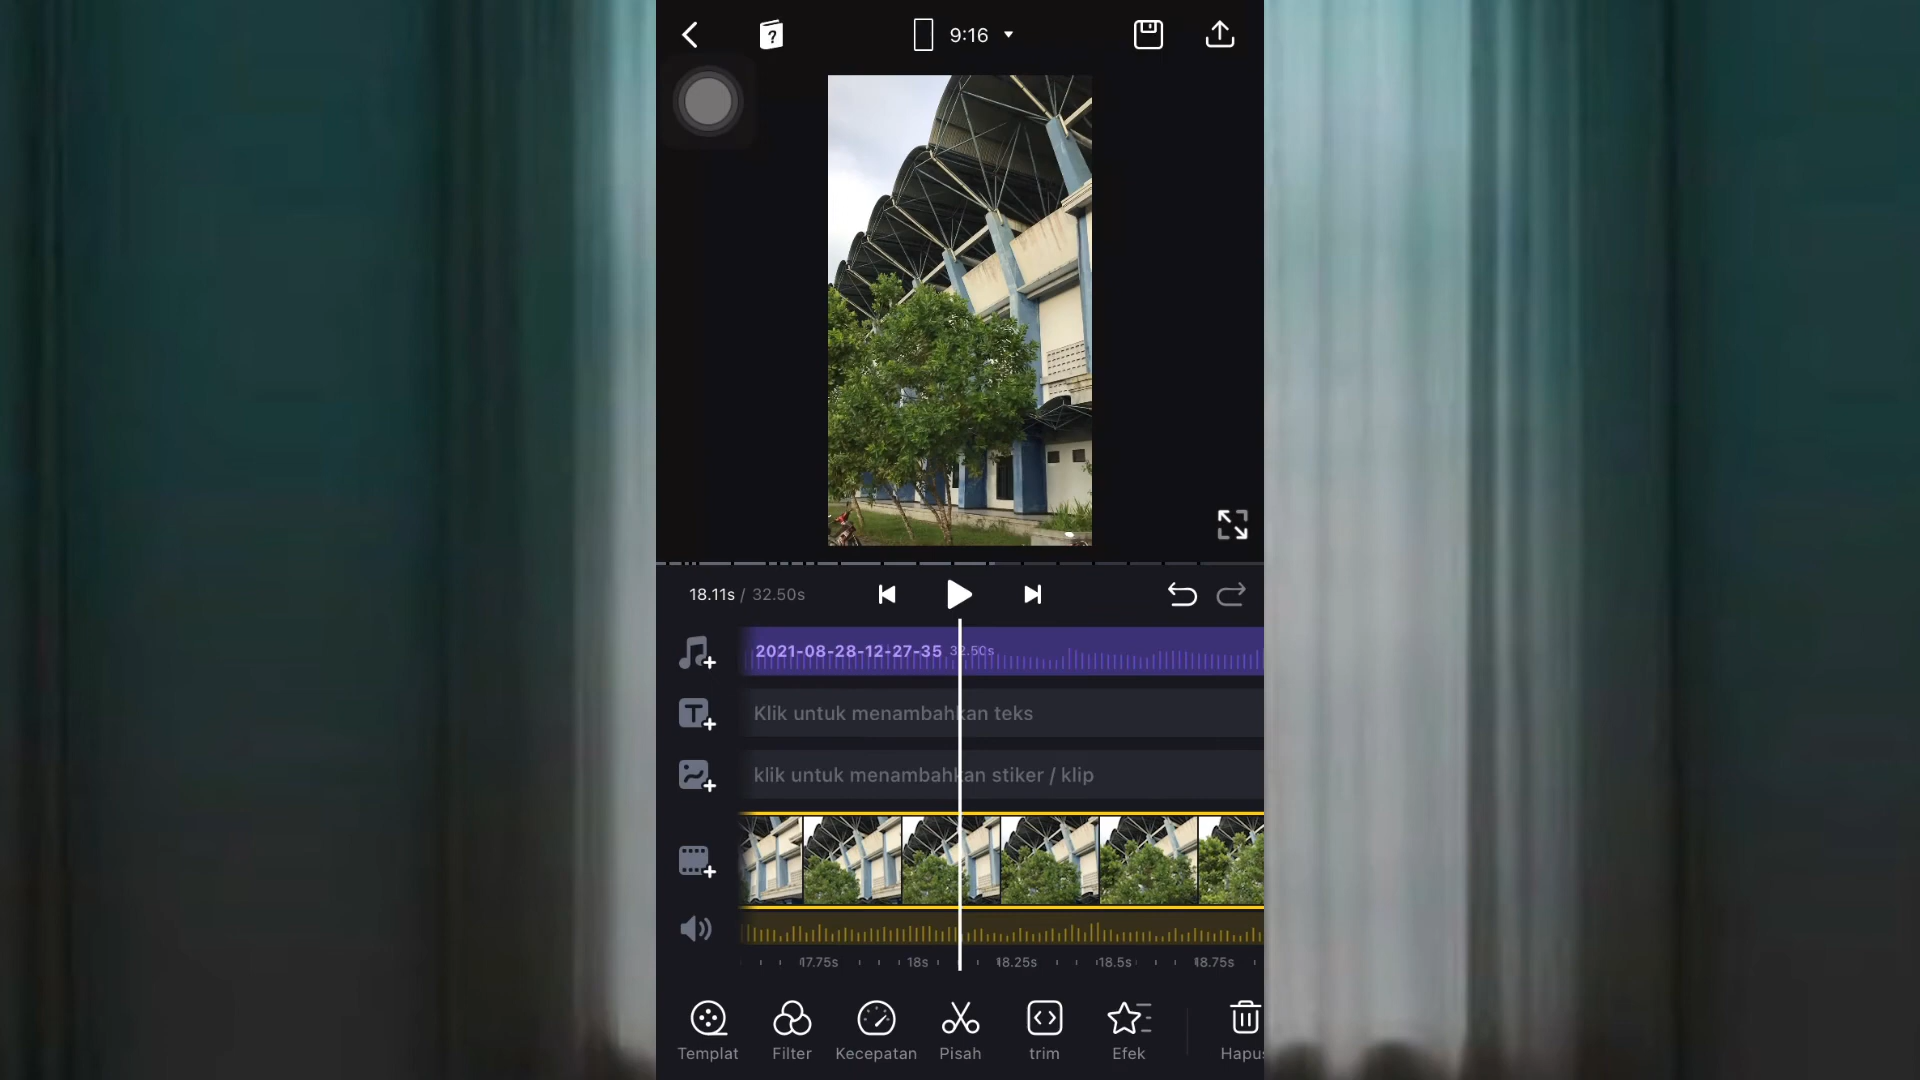 9:16
18.11s / 32.50s
2021-08-28-12-27-35 32.50s
Klik untuk menambahkan teks
klik untuk menambahkan stiker / klip
17.75s 18s 18.25s 18.5s 18.75s
Templat Filter Kecepatan Pisah trim Efek Hapus